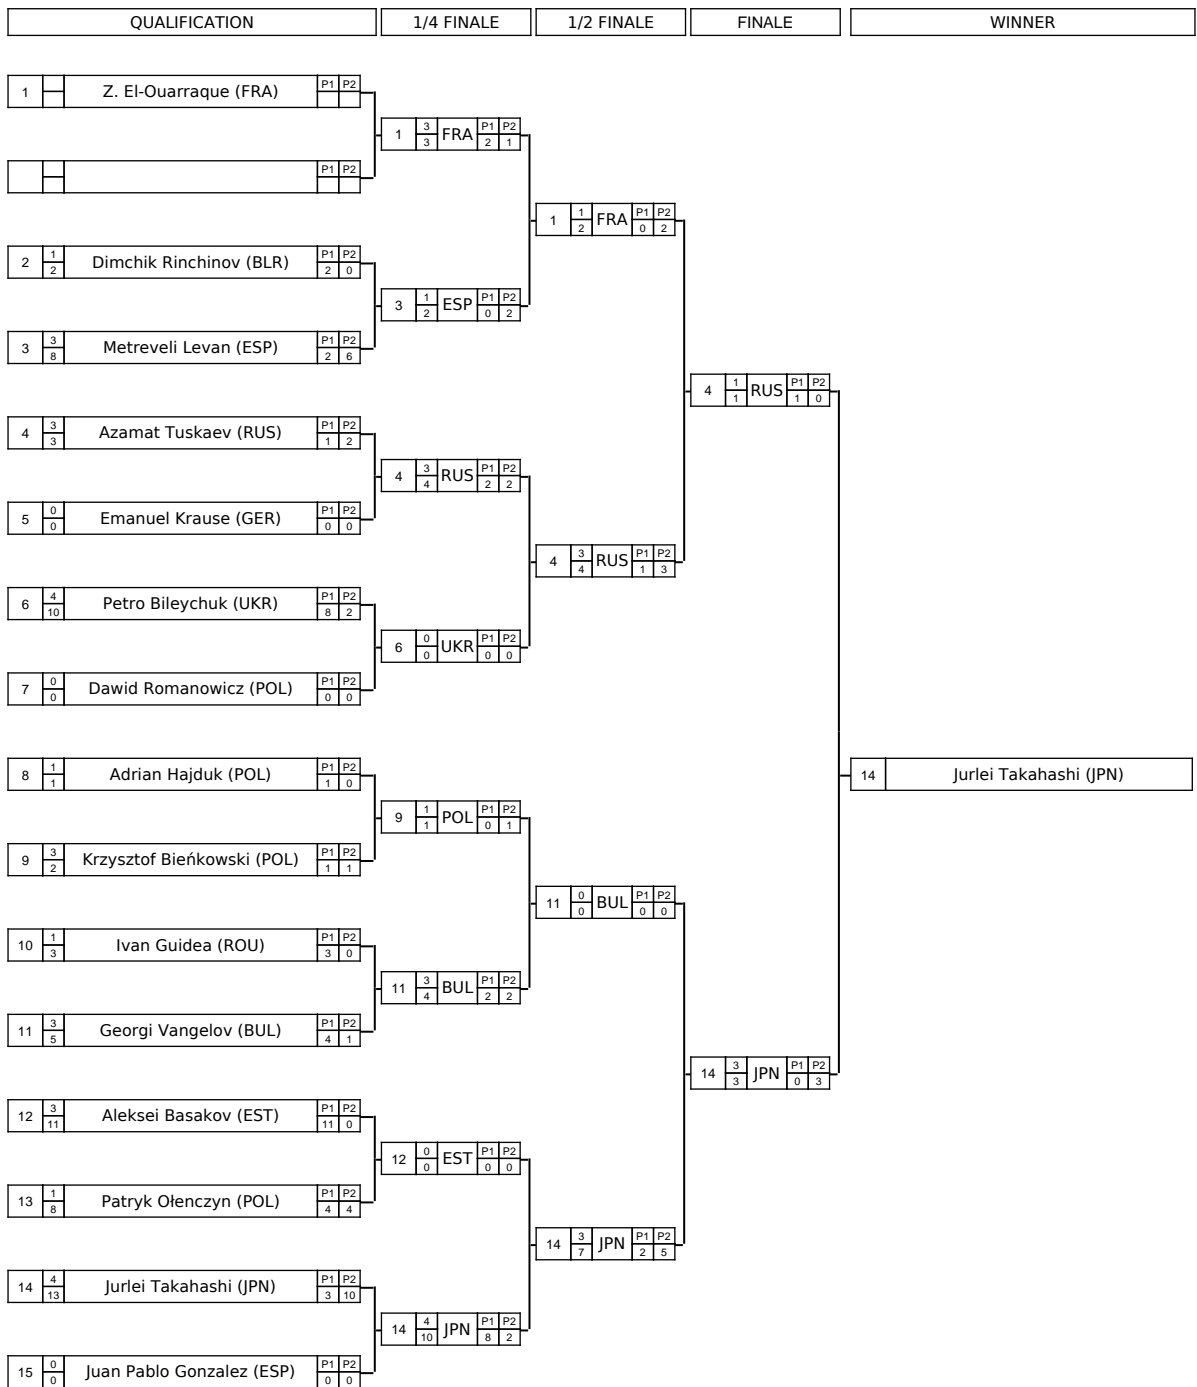 QUALIFICATION 1/4 FINALE 1/2 FINALE FINALE WINNER
1 Z. El-Ouarraque (FRA) P1 P2
1 3 3 FRA P1 P2 2 1
P1 P2
1 1 2 FRA P1 P2 0 2
2 1 2 Dimchik Rinchinov (BLR) P1 P2 2 0
3 1 2 ESP P1 P2 0 2
3 3 8 Metreveli Levan (ESP) P1 P2 2 6
4 1 1 RUS P1 P2 1 0
4 3 3 Azamat Tuskaev (RUS) P1 P2 1 2
4 3 4 RUS P1 P2 2 2
5 0 0 Emanuel Krause (GER) P1 P2 0 0
4 3 4 RUS P1 P2 1 3
6 4 10 Petro Bileychuk (UKR) P1 P2 8 2
6 0 0 UKR P1 P2 0 0
7 0 0 Dawid Romanowicz (POL) P1 P2 0 0
8 1 1 Adrian Hajduk (POL) P1 P2 1 0
14 Jurlei Takahashi (JPN)
9 1 1 POL P1 P2 0 1
9 3 2 Krzysztof Bieńkowski (POL) P1 P2 1 1
11 0 0 BUL P1 P2 0 0
10 1 3 Ivan Guidea (ROU) P1 P2 3 0
11 3 4 BUL P1 P2 2 2
11 3 5 Georgi Vangelov (BUL) P1 P2 4 1
14 3 3 JPN P1 P2 0 3
12 3 11 Aleksei Basakov (EST) P1 P2 11 0
12 0 0 EST P1 P2 0 0
13 1 8 Patryk Ołenczyn (POL) P1 P2 4 4
14 3 7 JPN P1 P2 2 5
14 4 13 Jurlei Takahashi (JPN) P1 P2 3 10
14 4 10 JPN P1 P2 8 2
15 0 0 Juan Pablo Gonzalez (ESP) P1 P2 0 0